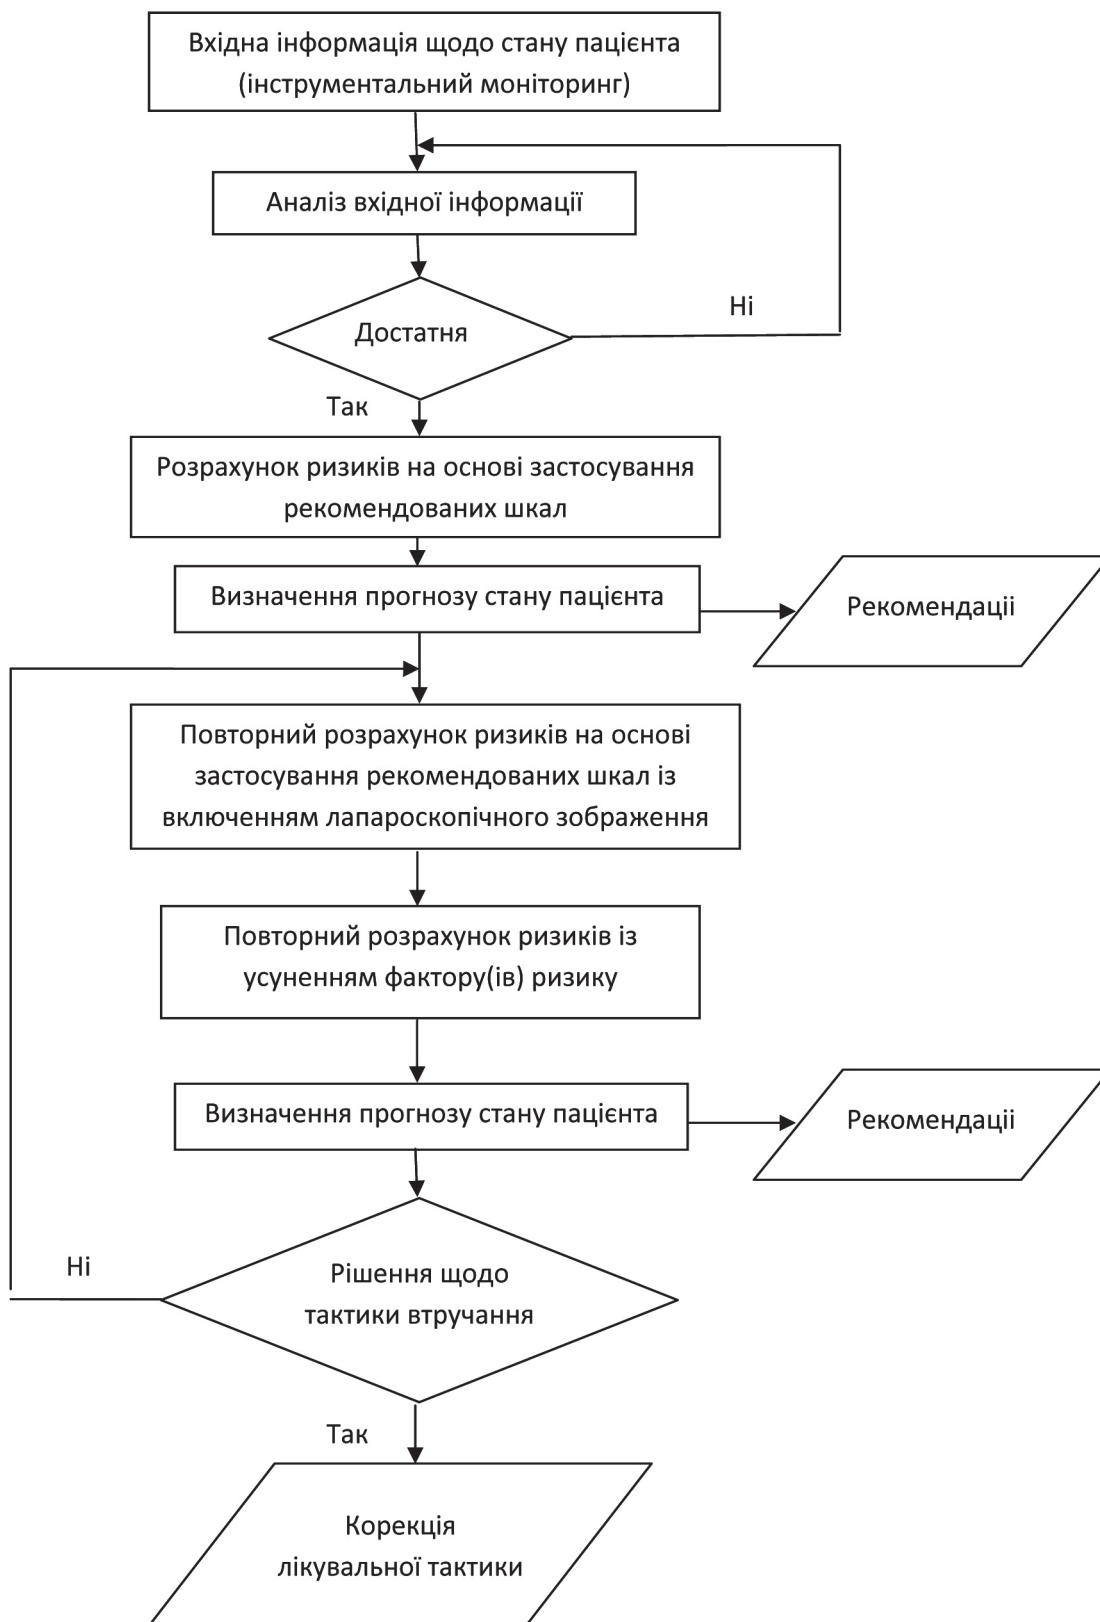 Вхідна інформація щодо стану пацієнта
(інструментальний моніторинг)
Аналіз вхідної інформації
Достатня
Ні
Так
Розрахунок ризиків на основі застосування
рекомендованих шкал
Визначення прогнозу стану пацієнта
Рекомендаціі
Повторний розрахунок ризиків на основі
застосування рекомендованих шкал із
включенням лапароскопічного зображення
Повторний розрахунок ризиків із
усуненням фактору(ів) ризику
Визначення прогнозу стану пацієнта
Рекомендаціі
Ні
Рішення щодо
тактики втручання
Так
Корекція
лікувальної тактики